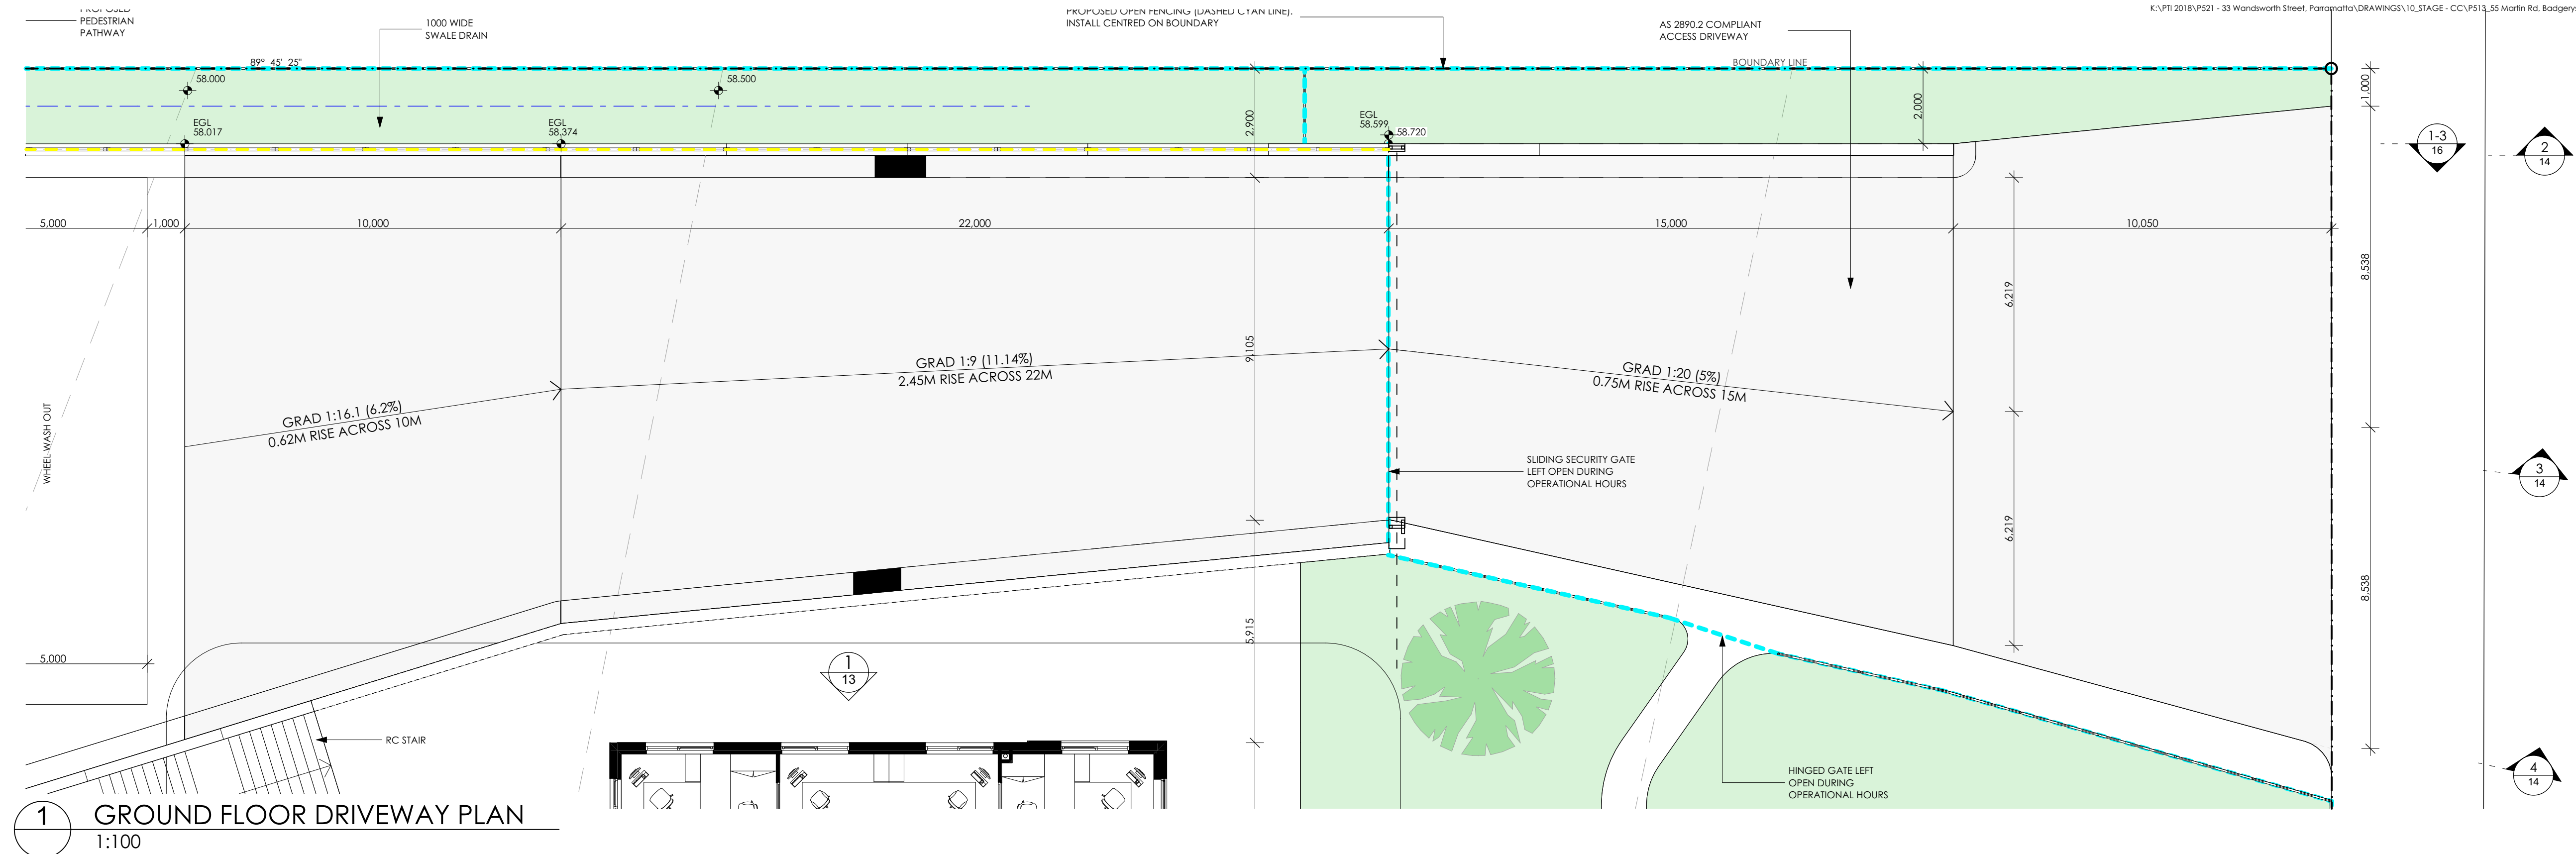 K:\PTI 2018\P521 - 33 Wandsworth Street, Parramatta\DRAWINGS\10_STAGE - CC\P513_55 Martin Rd, Badgerys
PROPOSED
PEDESTRIAN
PATHWAY
1000 WIDE
SWALE DRAIN
PROPOSED OPEN FENCING (DASHED CYAN LINE).
INSTALL CENTRED ON BOUNDARY
AS 2890.2 COMPLIANT
ACCESS DRIVEWAY
BOUNDARY LINE
89° 45' 25"
58.000
58.500
EGL
58.017
EGL
58.374
EGL
58.599
58.720
2,900
2,000
1,000
1-3
16
2
14
5,000
1,000
10,000
22,000
15,000
10,050
8,538
6,219
9,105
GRAD 1:16.1 (6.2%)
0.62M RISE ACROSS 10M
GRAD 1:9 (11.14%)
2.45M RISE ACROSS 22M
GRAD 1:20 (5%)
0.75M RISE ACROSS 15M
WHEEL WASH OUT
SLIDING SECURITY GATE
LEFT OPEN DURING
OPERATIONAL HOURS
3
14
6,219
8,538
5,915
5,000
1
13
RC STAIR
HINGED GATE LEFT
OPEN DURING
OPERATIONAL HOURS
4
14
1
GROUND FLOOR DRIVEWAY PLAN
1:100